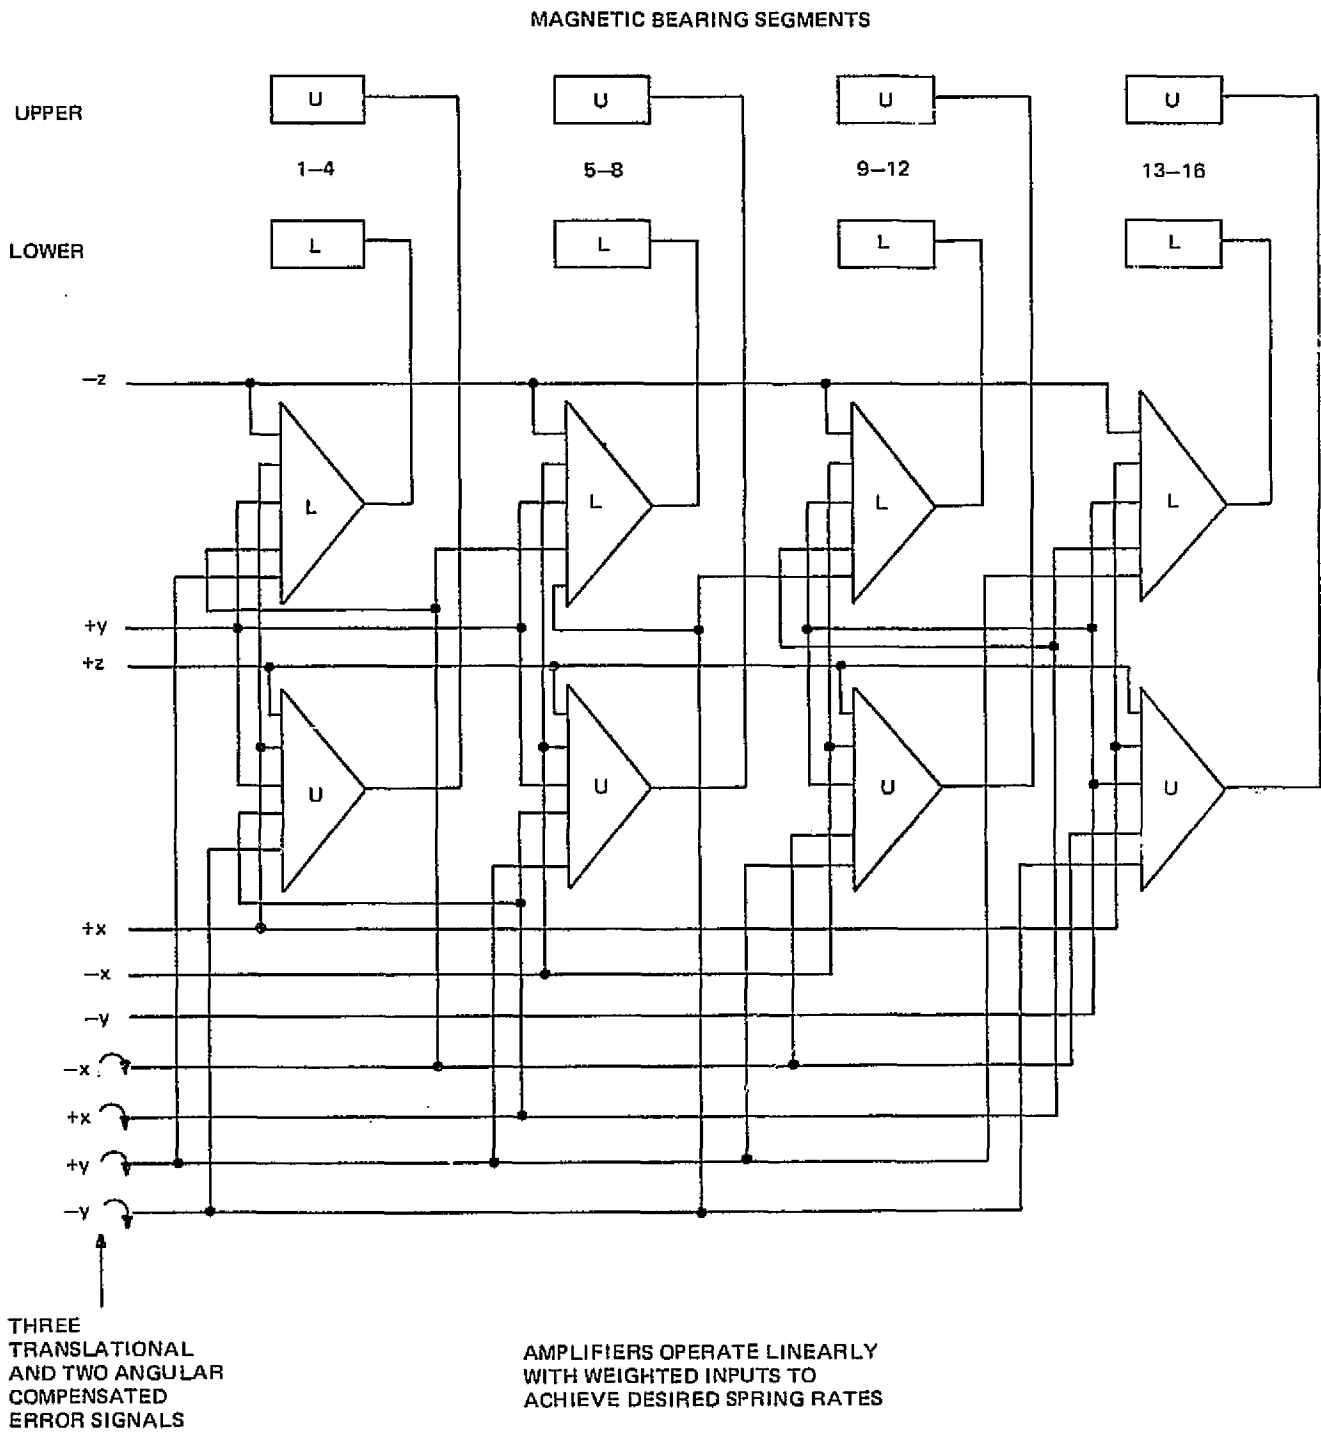 MAGNETIC BEARING SEGMENTS
UPPER
U
U
U
U
1–4
5–8
9–12
13–16
LOWER
L
L
L
L
–z
L
L
L
L
+y
+z
U
U
U
U
+x
–x
–y
–x
+x
+y
–y
THREE
TRANSLATIONAL
AND TWO ANGULAR
COMPENSATED
ERROR SIGNALS
AMPLIFIERS OPERATE LINEARLY
WITH WEIGHTED INPUTS TO
ACHIEVE DESIRED SPRING RATES